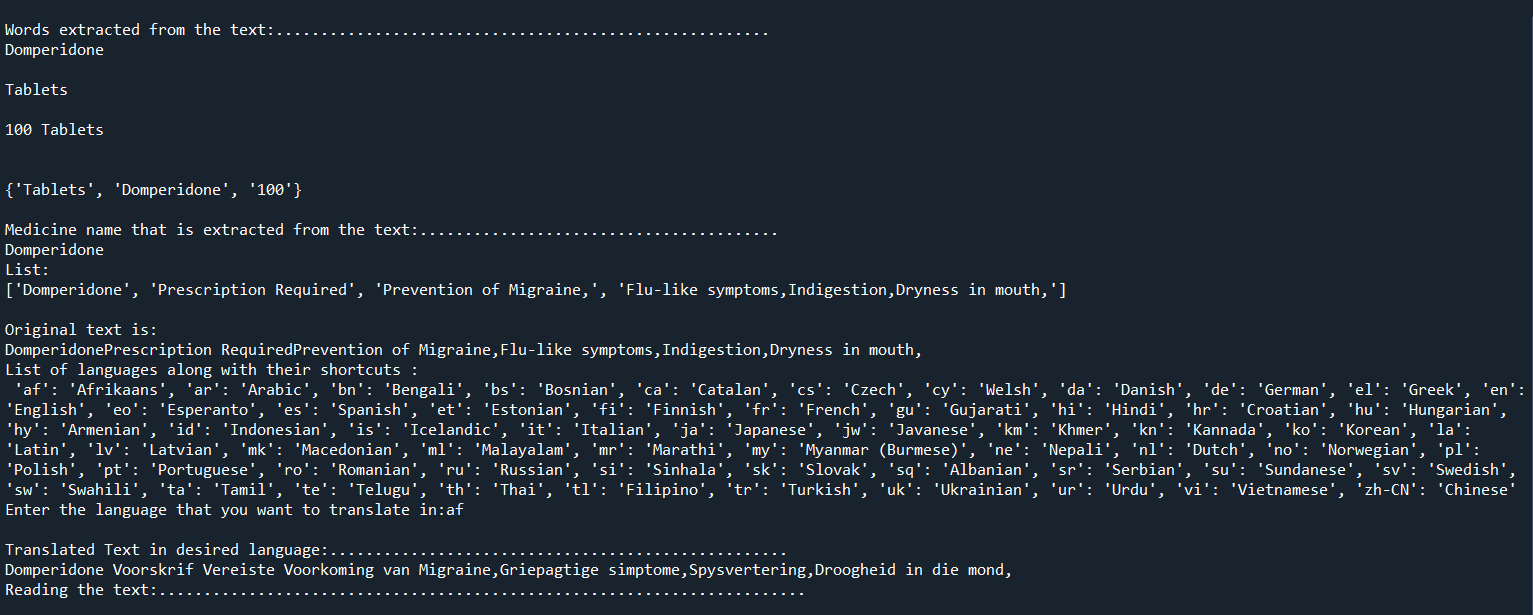 Words extracted from the text:.......................................................
Domperidone
Tablets
100 Tablets
{'Tablets', 'Domperidone', '100'}
Medicine name that is extracted from the text:........................................
Domperidone
List:
['Domperidone', 'Prescription Required', 'Prevention of Migraine,', 'Flu-like symptoms,Indigestion,Dryness in mouth,']
Original text is:
DomperidonePrescription RequiredPrevention of Migraine,Flu-like symptoms,Indigestion,Dryness in mouth,
List of languages along with their shortcuts :
'af': 'Afrikaans', 'ar': 'Arabic', 'bn': 'Bengali', 'bs': 'Bosnian', 'ca': 'Catalan', 'cs': 'Czech', 'cy': 'Welsh', 'da': 'Danish', 'de': 'German', 'el': 'Greek', 'en':
'English', 'eo': 'Esperanto', 'es': 'Spanish', 'et': 'Estonian', 'fi': 'Finnish', 'fr': 'French', 'gu': 'Gujarati', 'hi': 'Hindi', 'hr': 'Croatian', 'hu': 'Hungarian',
'hy': 'Armenian', 'id': 'Indonesian', 'is': 'Icelandic', 'it': 'Italian', 'ja': 'Japanese', 'jw': 'Javanese', 'km': 'Khmer', 'kn': 'Kannada', 'ko': 'Korean', 'la':
'Latin', 'lv': 'Latvian', 'mk': 'Macedonian', 'ml': 'Malayalam', 'mr': 'Marathi', 'my': 'Myanmar (Burmese)', 'ne': 'Nepali', 'nl': 'Dutch', 'no': 'Norwegian', 'pl':
'Polish', 'pt': 'Portuguese', 'ro': 'Romanian', 'ru': 'Russian', 'si': 'Sinhala', 'sk': 'Slovak', 'sq': 'Albanian', 'sr': 'Serbian', 'su': 'Sundanese', 'sv': 'Swedish',
'sw': 'Swahili', 'ta': 'Tamil', 'te': 'Telugu', 'th': 'Thai', 'tl': 'Filipino', 'tr': 'Turkish', 'uk': 'Ukrainian', 'ur': 'Urdu', 'vi': 'Vietnamese', 'zh-CN': 'Chinese'
Enter the language that you want to translate in:af
Translated Text in desired language:...................................................
Domperidone Voorskrif Vereiste Voorkoming van Migraine,Griepagtige simptome,Spysvertering,Droogheid in die mond,
Reading the text:........................................................................